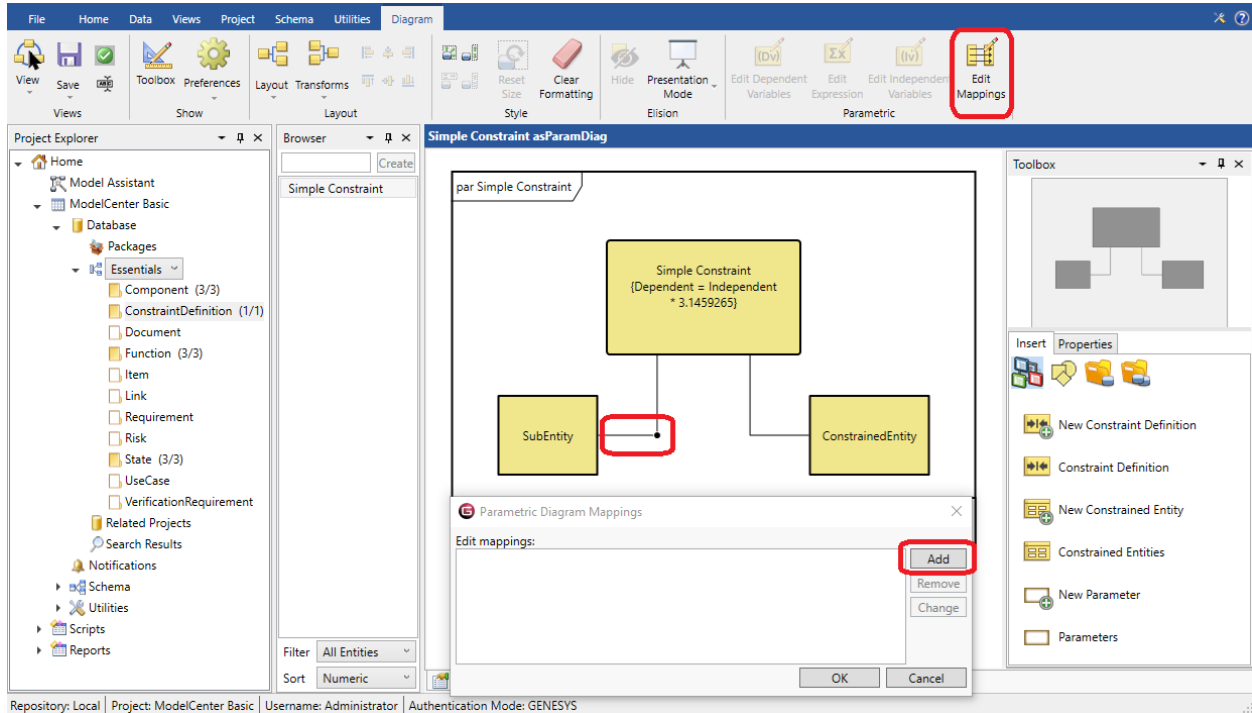 File Home Data Views Project Schema Utilities Diagram
View Save Toolbox Preferences Layout Transforms Reset Size Clear Formatting Hide Presentation Mode Edit Dependent Variables Edit Expression Edit Independent Variables Edit Mappings
Views Show Layout Style Elision Parametric
Project Explorer
Home
Model Assistant
ModelCenter Basic
Database
Packages
Essentials
Component (3/3)
ConstraintDefinition (1/1)
Document
Function (3/3)
Item
Link
Requirement
Risk
State (3/3)
UseCase
VerificationRequirement
Related Projects
Search Results
Notifications
Schema
Utilities
Scripts
Reports
Browser
Create
Simple Constraint
Filter All Entities
Sort Numeric
Simple Constraint asParamDiag
par Simple Constraint
Simple Constraint
{Dependent = Independent
* 3.1459265}
SubEntity
ConstrainedEntity
Parametric Diagram Mappings
Edit mappings:
Add
Remove
Change
OK Cancel
Toolbox
Insert Properties
New Constraint Definition
Constraint Definition
New Constrained Entity
Constrained Entities
New Parameter
Parameters
Repository: Local Project: ModelCenter Basic Username: Administrator Authentication Mode: GENESYS